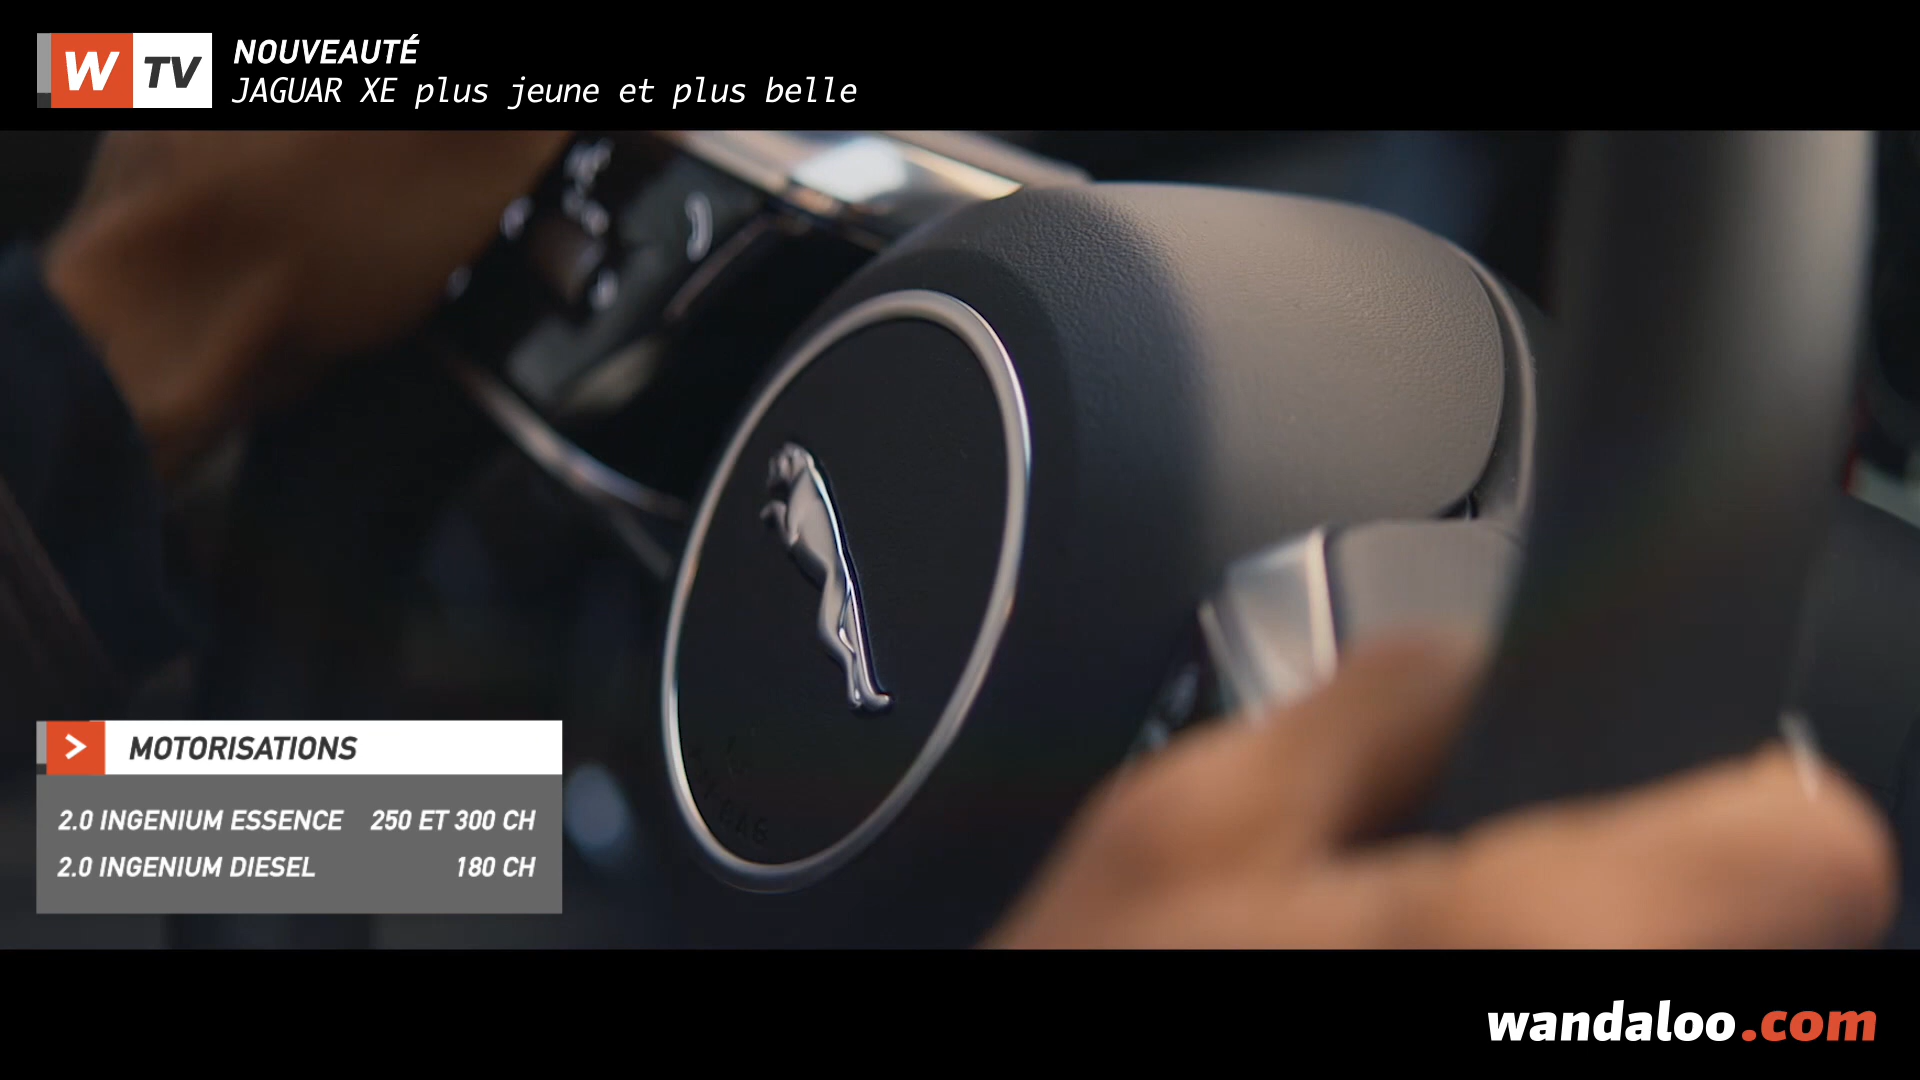 W TV
NOUVEAUTÉ
JAGUAR XE plus jeune et plus belle
MOTORISATIONS
2.0 INGENIUM ESSENCE 250 ET 300 CH
2.0 INGENIUM DIESEL 180 CH
wandaloo.com